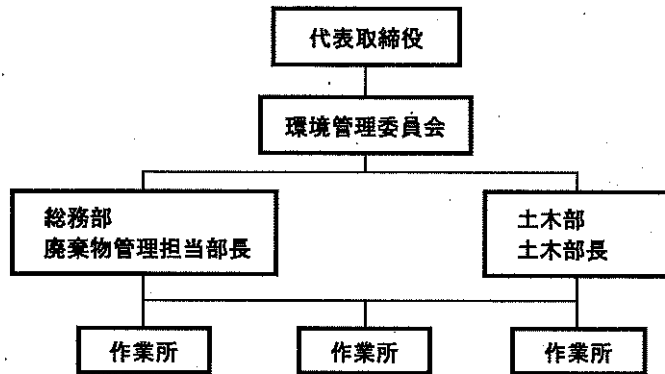 代表取締役
環境管理委員会
総務部
廃棄物管理担当部長
土木部
土木部長
作業所
作業所
作業所